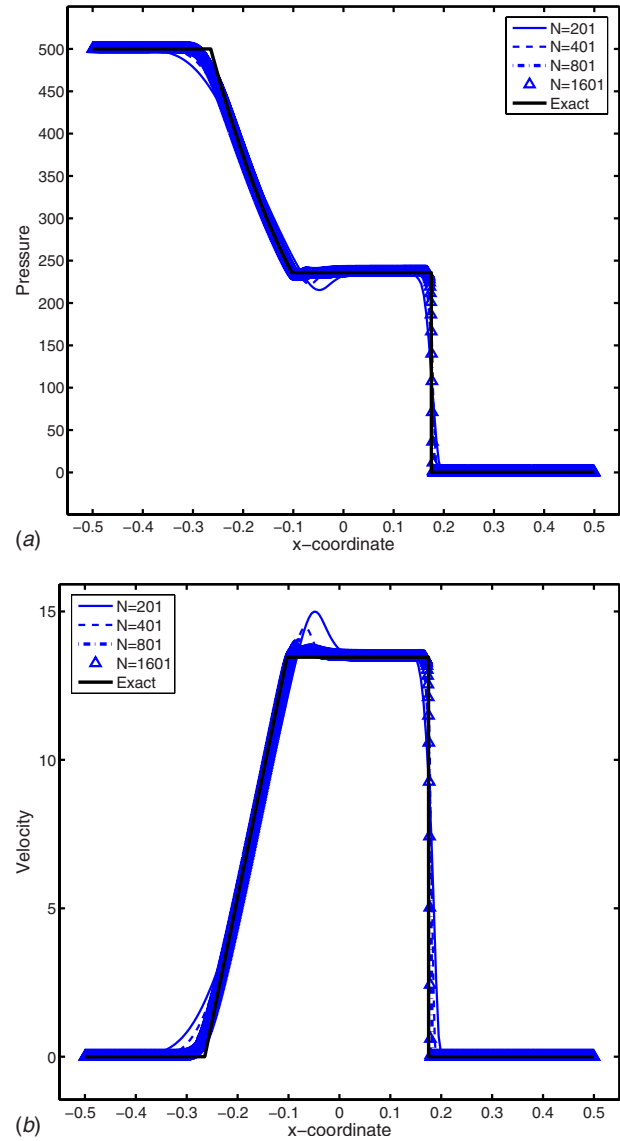 500
450
400
350
300
250
200
150
100
50
0
Pressure
N=201
N=401
N=801
N=1601
Exact
−0.5 −0.4 −0.3 −0.2 −0.1 0 0.1 0.2 0.3 0.4 0.5
x−coordinate
(a)
15
10
5
0
Velocity
N=201
N=401
N=801
N=1601
Exact
−0.5 −0.4 −0.3 −0.2 −0.1 0 0.1 0.2 0.3 0.4 0.5
x−coordinate
(b)